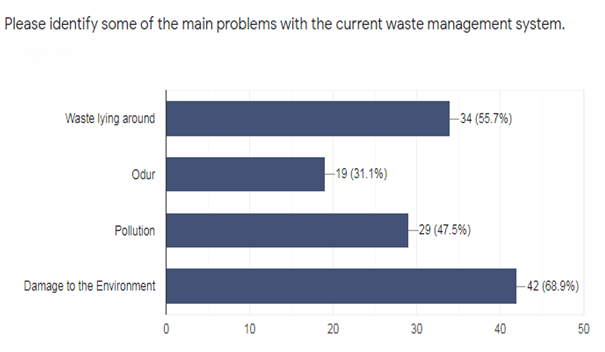 Please identify some of the main problems with the current waste management system.
Waste lying around 34 (55.7%)
Odur 19 (31.1%)
Pollution 29 (47.5%)
Damage to the Environment 42 (68.9%)
0 10 20 30 40 50